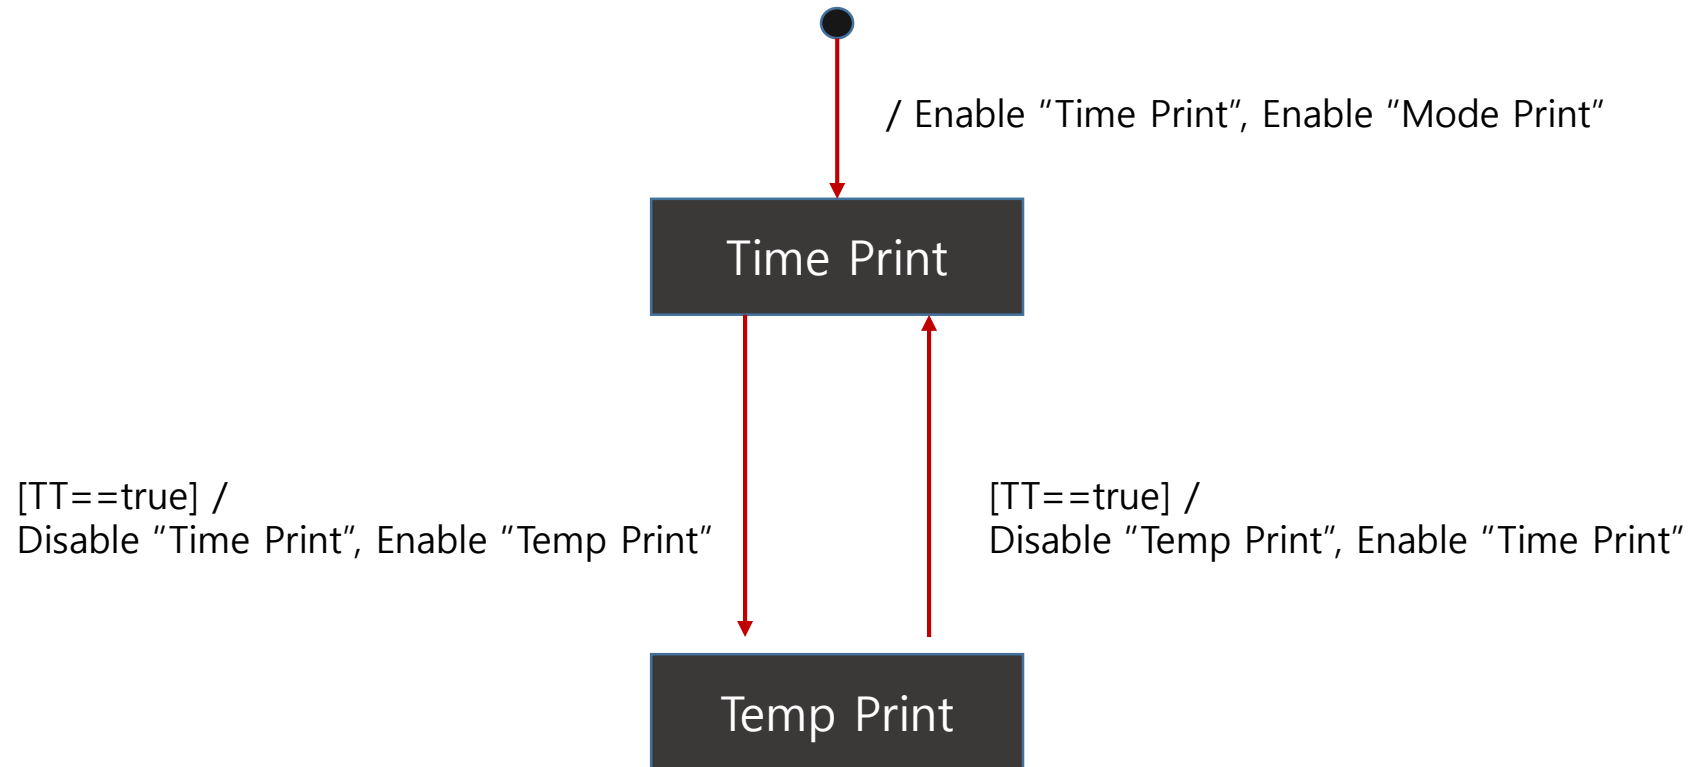 / Enable "Time Print", Enable "Mode Print"
Time Print
[TT==true] /
Disable "Time Print", Enable "Temp Print"
[TT==true] /
Disable "Temp Print", Enable "Time Print"
Temp Print